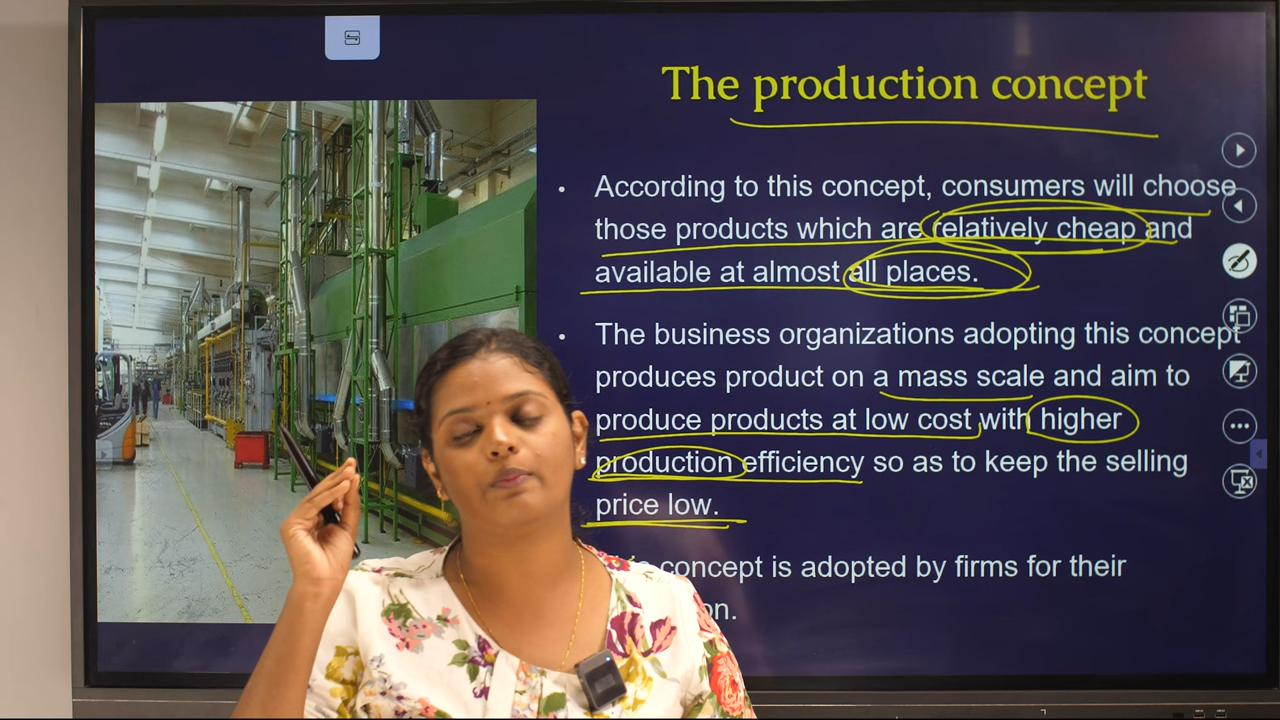 The production concept
• According to this concept, consumers will choose
those products which are relatively cheap and
available at almost all places.
• The business organizations adopting this concept
produces product on a mass scale and aim to
produce products at low cost with higher
production efficiency so as to keep the selling
price low.
concept is adopted by firms for their